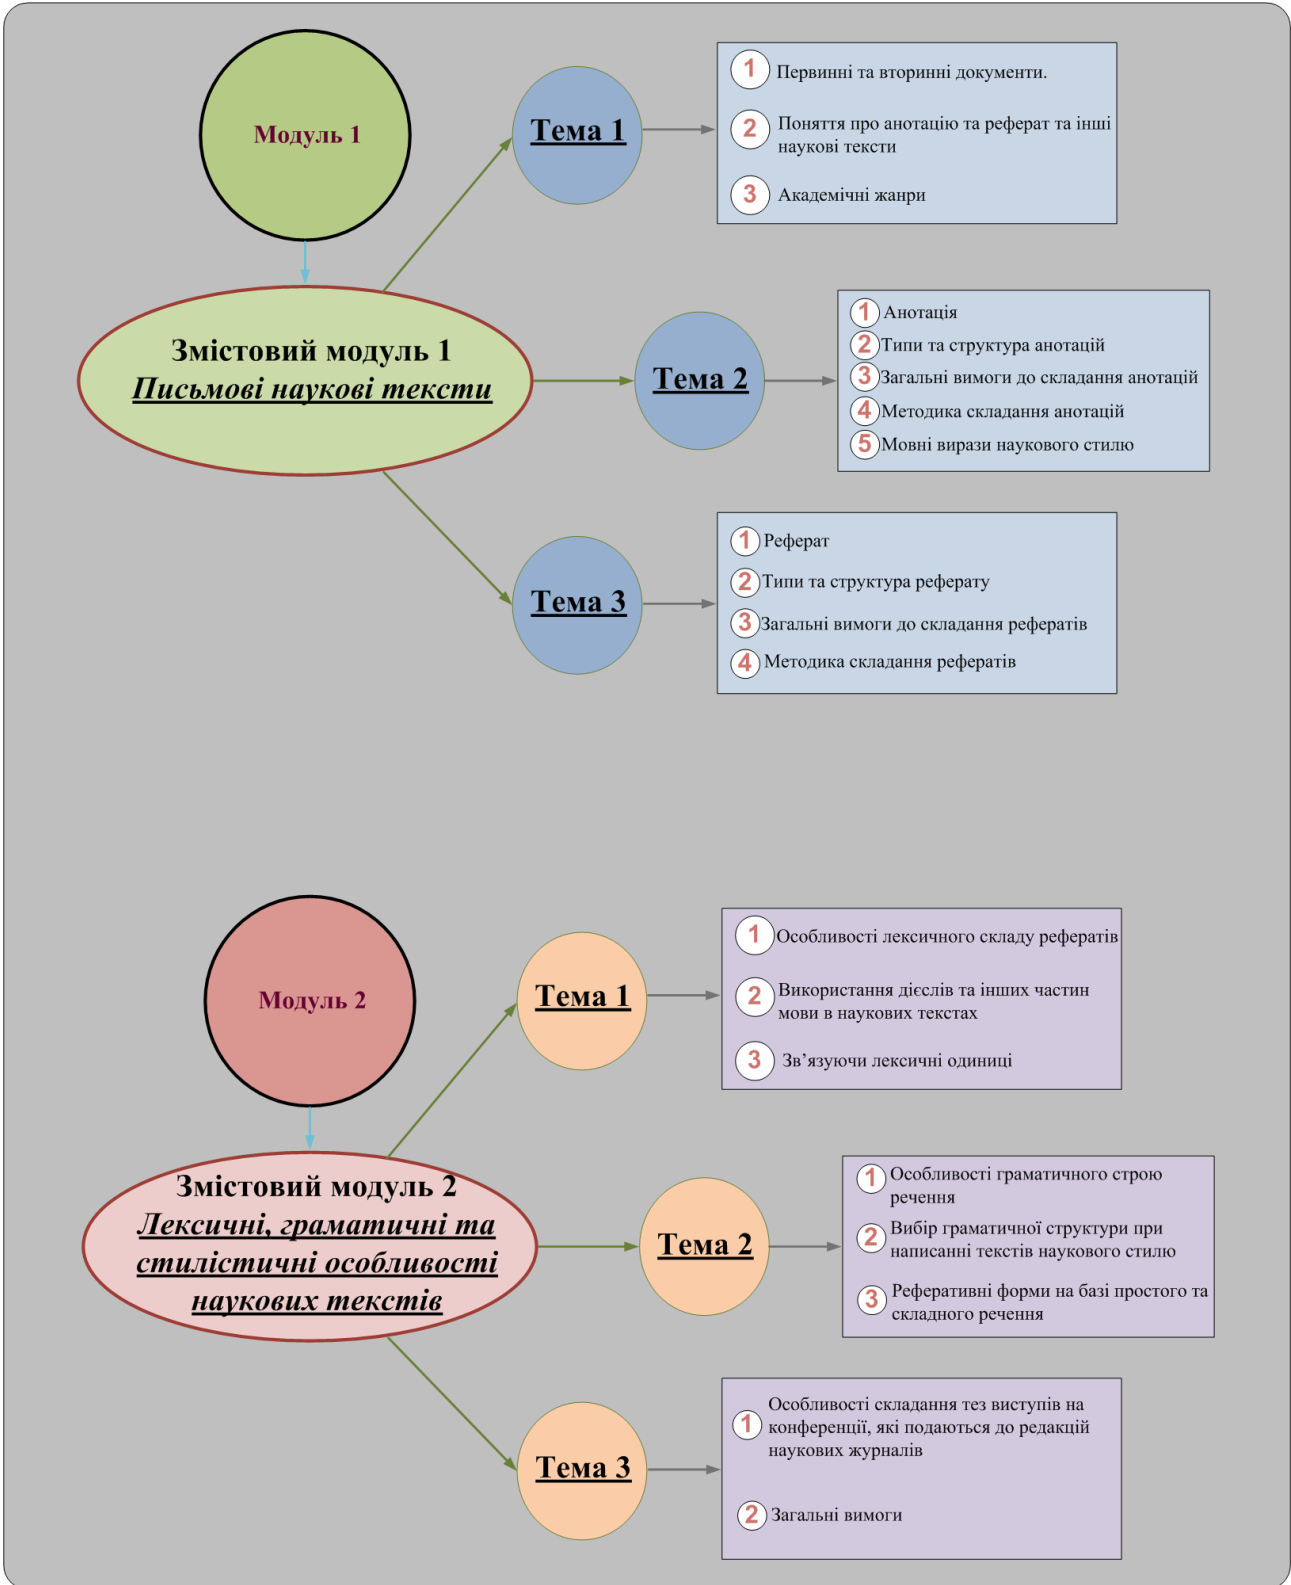 Модуль 1
Змістовий модуль 1
Письмові наукові тексти
Тема 1
1 Первинні та вторинні документи.
2 Поняття про анотацію та реферат та інші
наукові тексти
3 Академічні жанри
Тема 2
1 Анотація
2 Типи та структура анотацій
3 Загальні вимоги до складання анотацій
4 Методика складання анотацій
5 Мовні вирази наукового стилю
Тема 3
1 Реферат
2 Типи та структура реферату
3 Загальні вимоги до складання рефератів
4 Методика складання рефератів
Модуль 2
Змістовий модуль 2
Лексичні, граматичні та
стилістичні особливості
наукових текстів
Тема 1
1 Особливості лексичного складу рефератів
2 Використання дієслів та інших частин
мови в наукових текстах
3 Зв’язуючи лексичні одиниці
Тема 2
1 Особливості граматичного строю
речення
2 Вибір граматичної структури при
написанні текстів наукового стилю
3 Реферативні форми на базі простого та
складного речення
Тема 3
1 Особливості складання тез виступів на
конференції, які подаються до редакцій
наукових журналів
2 Загальні вимоги